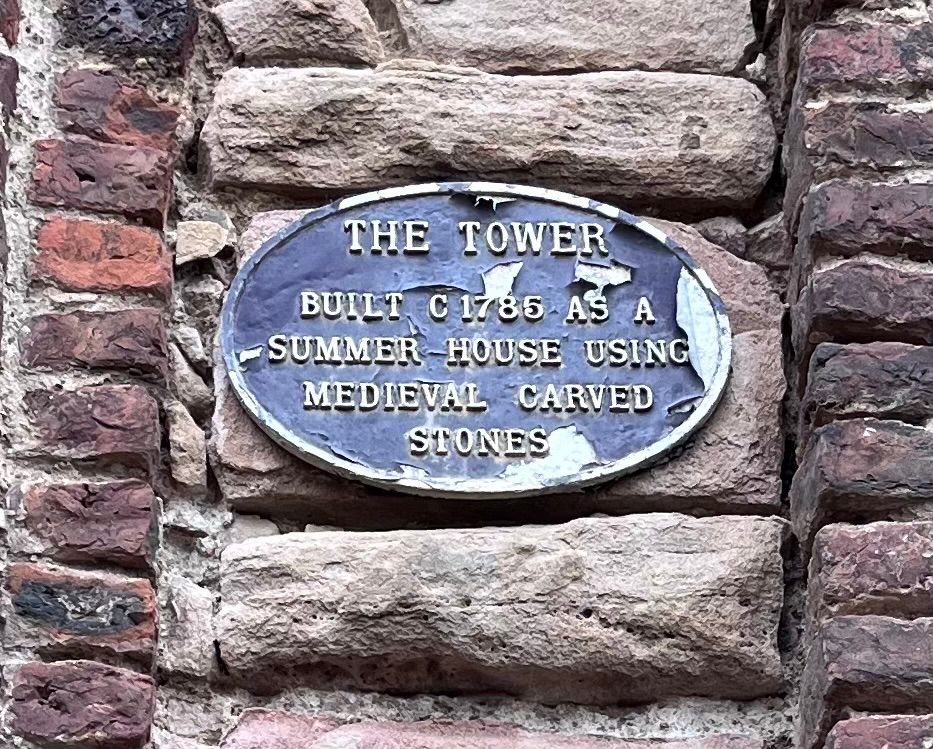 THE TOWER
BUILT C 1785 AS A
SUMMER HOUSE USING
MEDIEVAL CARVED
STONES